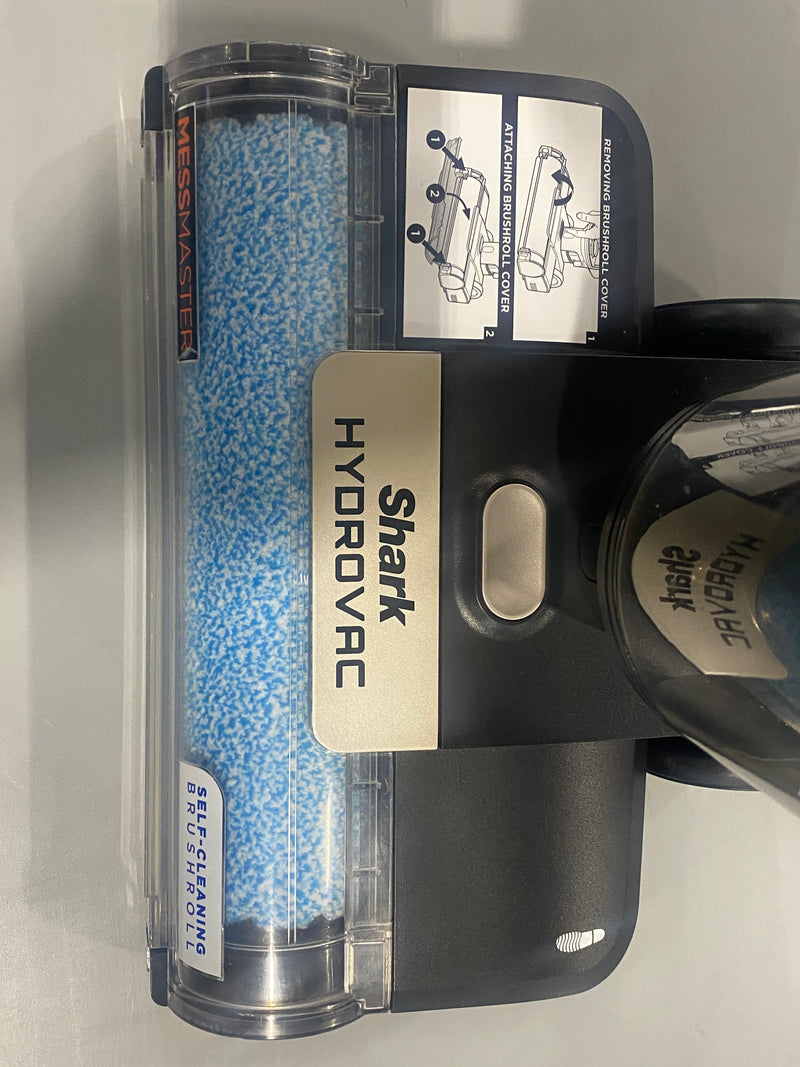 MESSMASTER
REMOVING BRUSHROLL COVER
1
ATTACHING BRUSHROLL COVER
1
2
1
2
Shark
HYDROVAC
SELF-CLEANING
BRUSHROLL
Shark
HYDROVAC